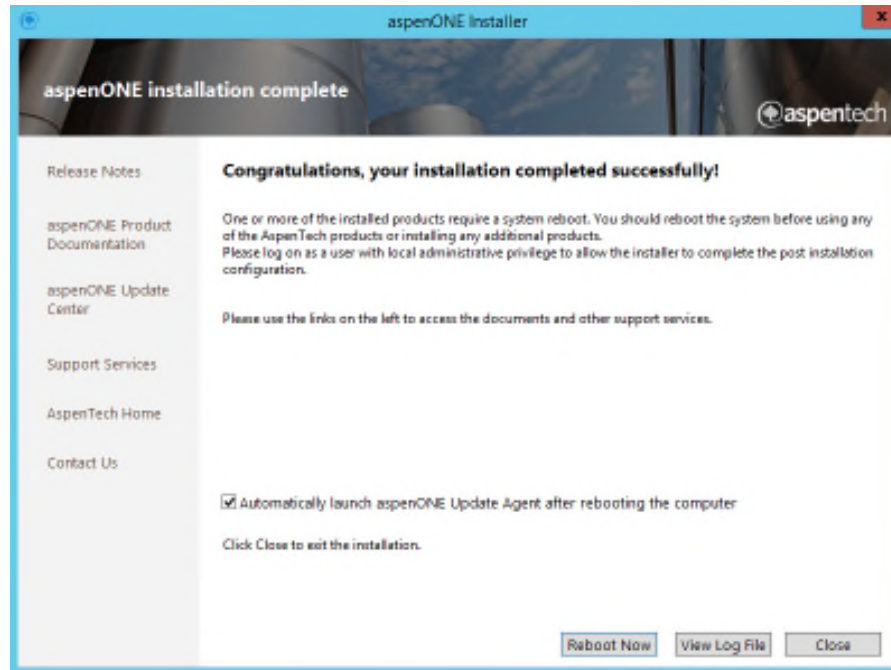 aspenONE Installer
aspenONE installation complete
aspentech
Release Notes
aspenONE Product
Documentation
aspenONE Update
Center
Support Services
AspenTech Home
Contact Us
Congratulations, your installation completed successfully!
One or more of the installed products require a system reboot. You should reboot the system before using any
of the AspenTech products or installing any additional products.
Please log on as a user with local administrative privilege to allow the installer to complete the post installation
configuration.
Please use the links on the left to access the documents and other support services.
Automatically launch aspenONE Update Agent after rebooting the computer
Click Close to exit the installation.
Reboot Now
View Log File
Close